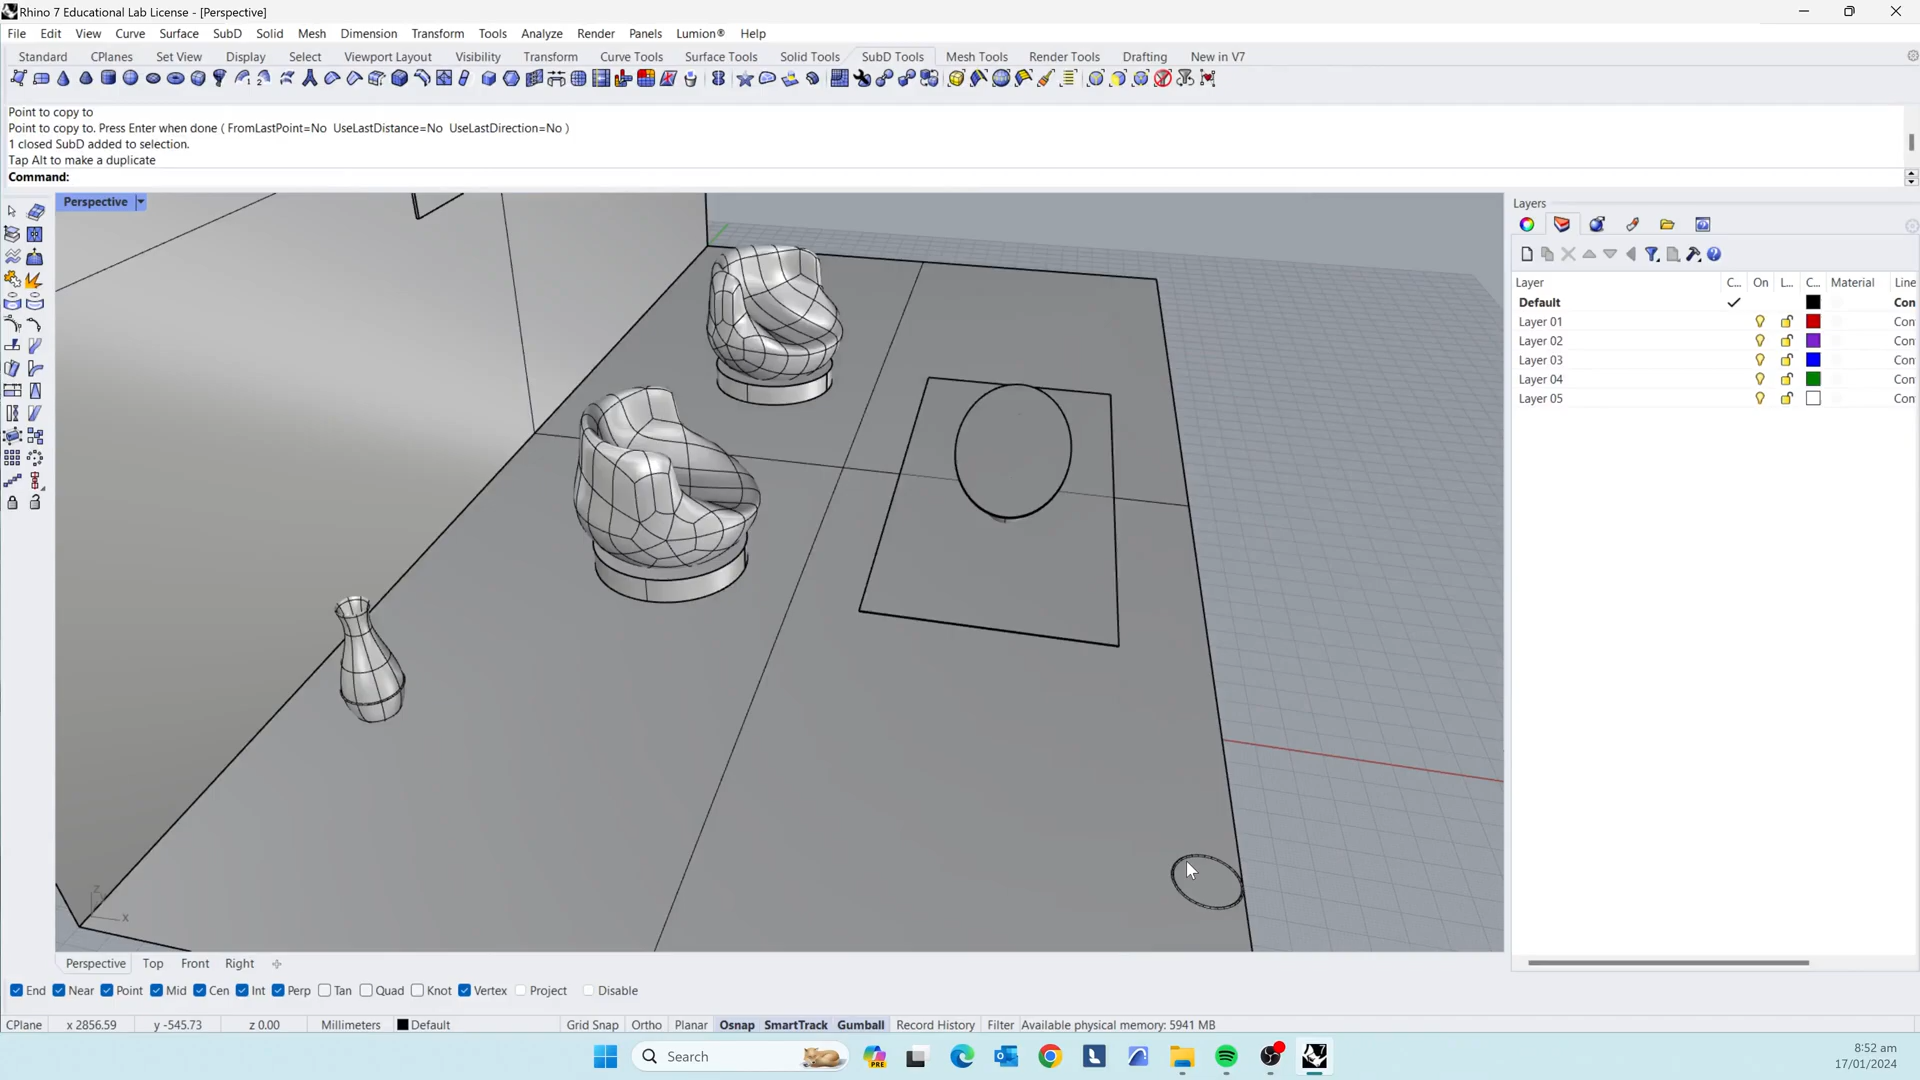 Rhino 7 Educational Lab License - [Perspective]
File Edit View Curve Surface SubD Solid Mesh Dimension Transform Tools Analyze Render Panels Lumion® Help
Standard CPlanes Set View Display Select Viewport Layout Visibility Transform Curve Tools Surface Tools Solid Tools SubD Tools Mesh Tools Render Tools Drafting New in V7
Point to copy to
Point to copy to. Press Enter when done ( FromLastPoint=No UseLastDistance=No UseLastDirection=No )
1 closed SubD added to selection.
Tap Alt to make a duplicate
Command:
Perspective
Layers
Layer C... On L... C... Material Line
Default Con
Layer 01 Con
Layer 02 Con
Layer 03 Con
Layer 04 Con
Layer 05 Con
z
x
Perspective Top Front Right
End Near Point Mid Cen Int Perp Tan Quad Knot Vertex Project Disable
CPlane x 2856.59 y -545.73 z 0.00 Millimeters Default Grid Snap Ortho Planar Osnap SmartTrack Gumball Record History Filter Available physical memory: 5941 MB
Search
PRE
L
8:52 am
17/01/2024